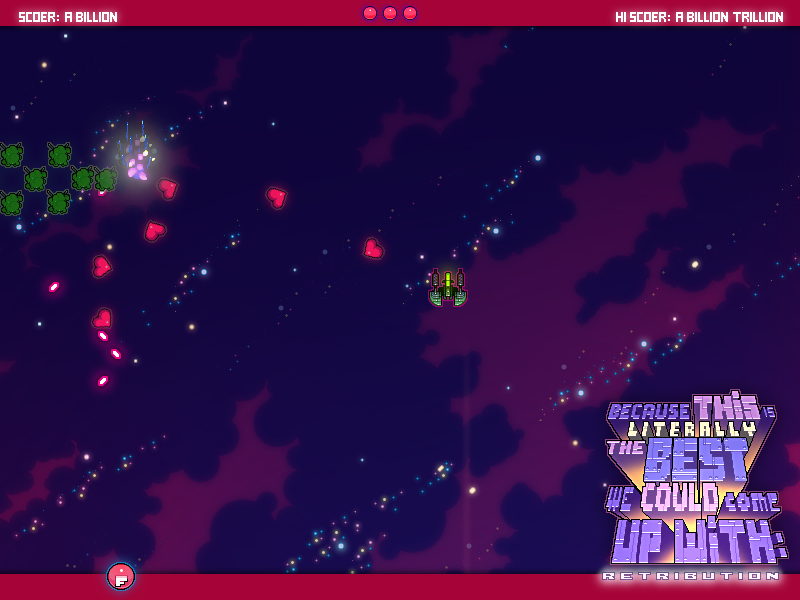 SCOER: A BILLION
HI SCOER: A BILLION TRILLION
BECAUSE THIS IS
LITERALLY
THE BEST
WE COULD COME
UP WITH:
RETRIBUTION